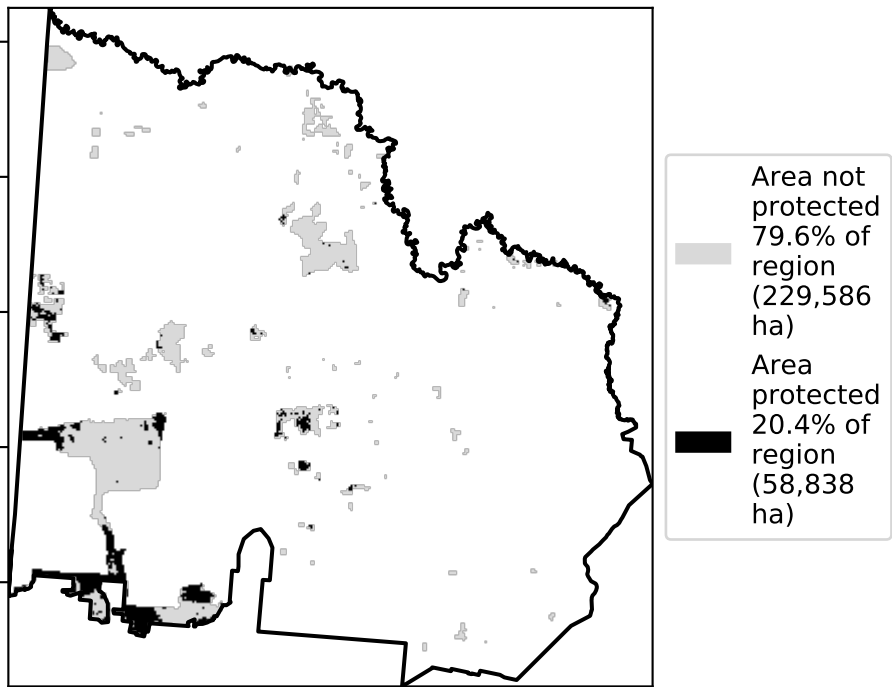 Area not
protected
79.6% of
region
(229,586
ha)
Area
protected
20.4% of
region
(58,838
ha)